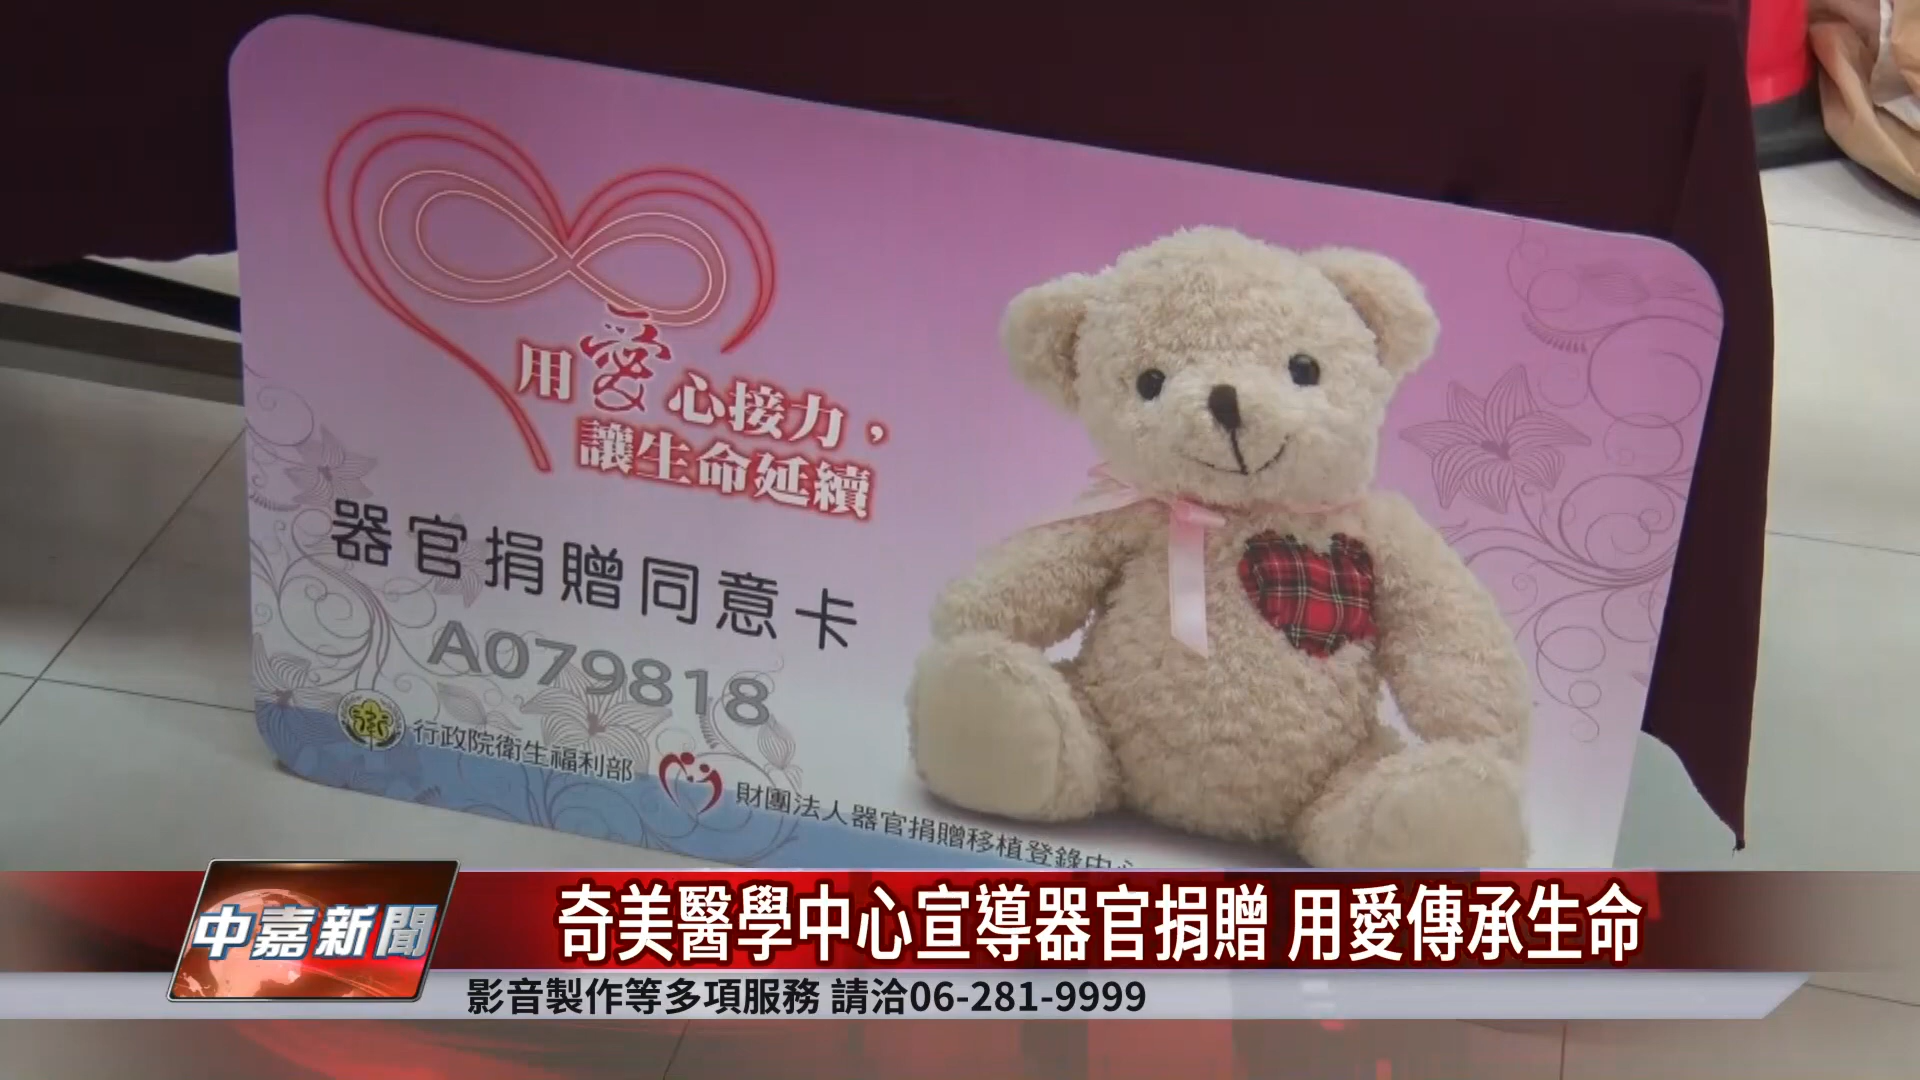 用愛心接力，
讓生命延續
器官捐贈同意卡
A079818
行政院衛生福利部
財團法人器官捐贈移植登錄中心
中嘉新聞
奇美醫學中心宣導器官捐贈 用愛傳承生命
影音製作等多項服務 請洽06-281-9999